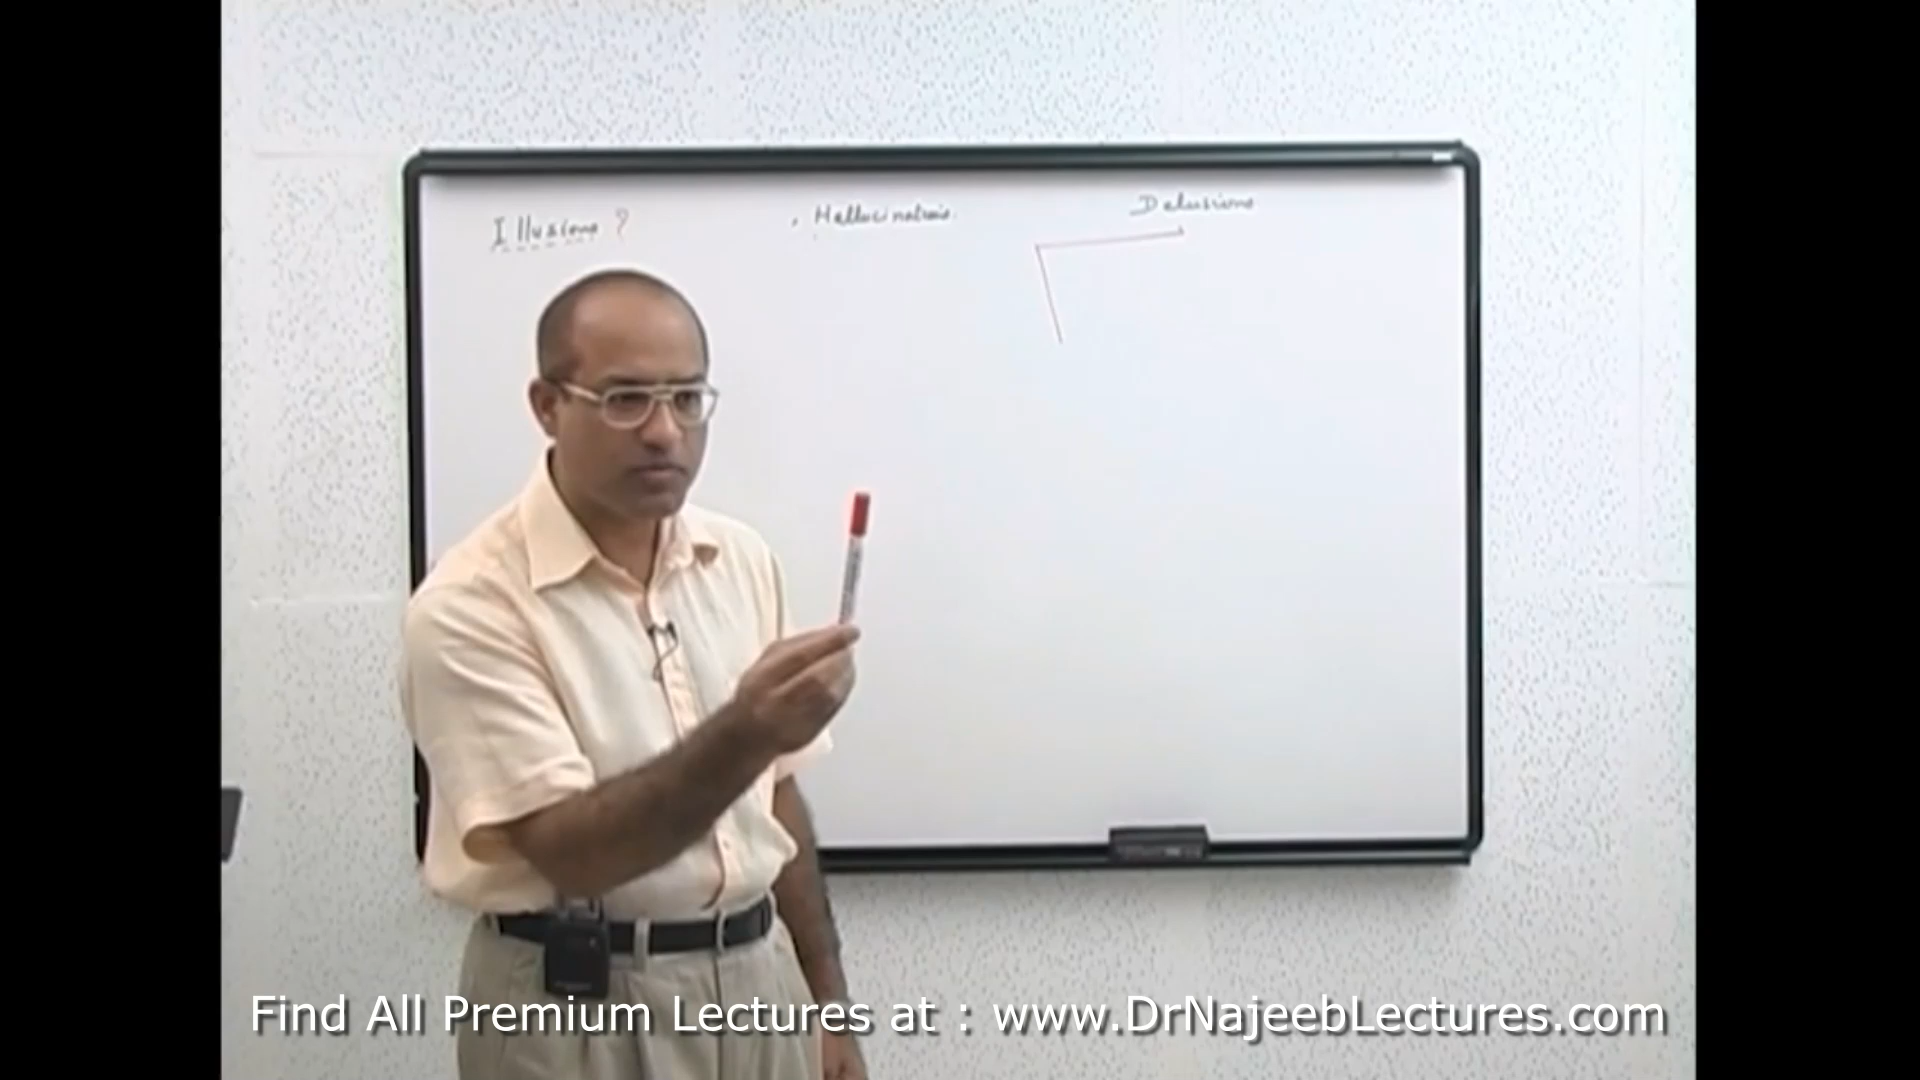 Illusions ?
. Hallucinations
Delusions
Find All Premium Lectures at : www.DrNajeebLectures.com